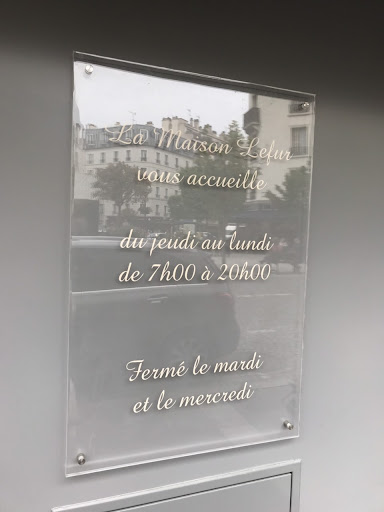 La Maison Lefur
vous accueille
du jeudi au lundi
de 7h00 à 20h00
Fermé le mardi
et le mercredi